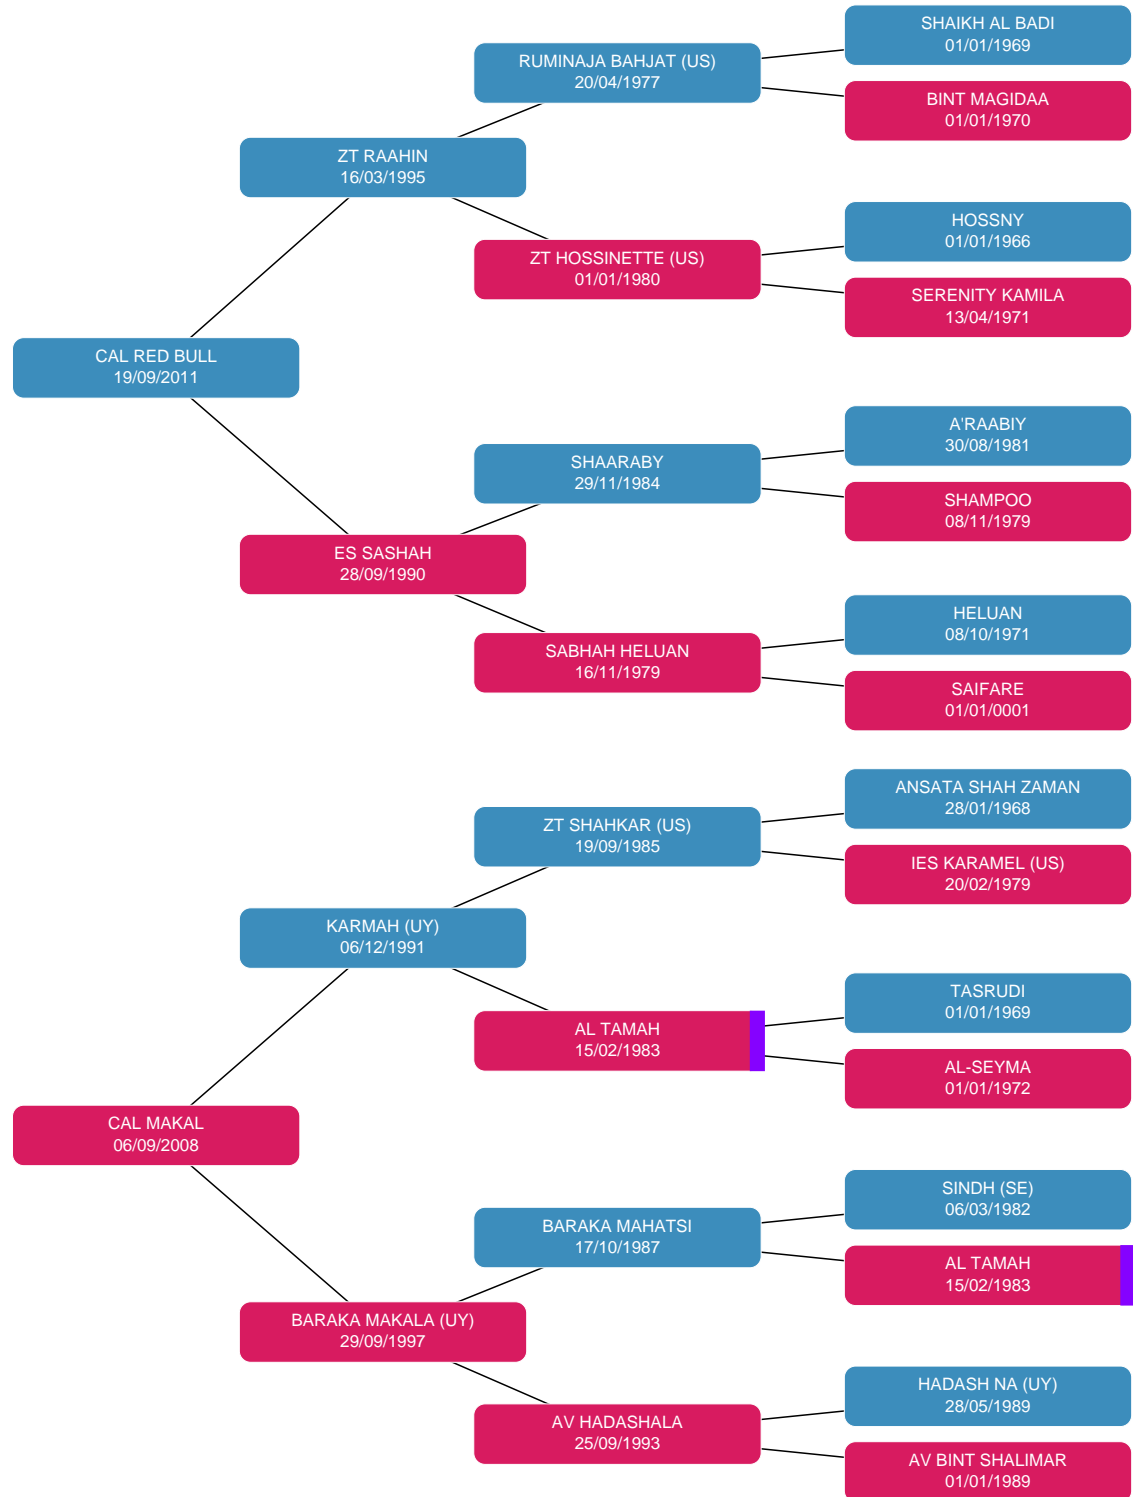 SHAIKH AL BADI
01/01/1969
RUMINAJA BAHJAT (US)
20/04/1977
BINT MAGIDAA
01/01/1970
ZT RAAHIN
16/03/1995
HOSSNY
01/01/1966
ZT HOSSINETTE (US)
01/01/1980
SERENITY KAMILA
13/04/1971
CAL RED BULL
19/09/2011
A'RAABIY
30/08/1981
SHAARABY
29/11/1984
SHAMPOO
08/11/1979
ES SASHAH
28/09/1990
HELUAN
08/10/1971
SABHAH HELUAN
16/11/1979
SAIFARE
01/01/0001
ANSATA SHAH ZAMAN
28/01/1968
ZT SHAHKAR (US)
19/09/1985
IES KARAMEL (US)
20/02/1979
KARMAH (UY)
06/12/1991
TASRUDI
01/01/1969
AL TAMAH
15/02/1983
AL-SEYMA
01/01/1972
CAL MAKAL
06/09/2008
SINDH (SE)
06/03/1982
BARAKA MAHATSI
17/10/1987
AL TAMAH
15/02/1983
BARAKA MAKALA (UY)
29/09/1997
HADASH NA (UY)
28/05/1989
AV HADASHALA
25/09/1993
AV BINT SHALIMAR
01/01/1989